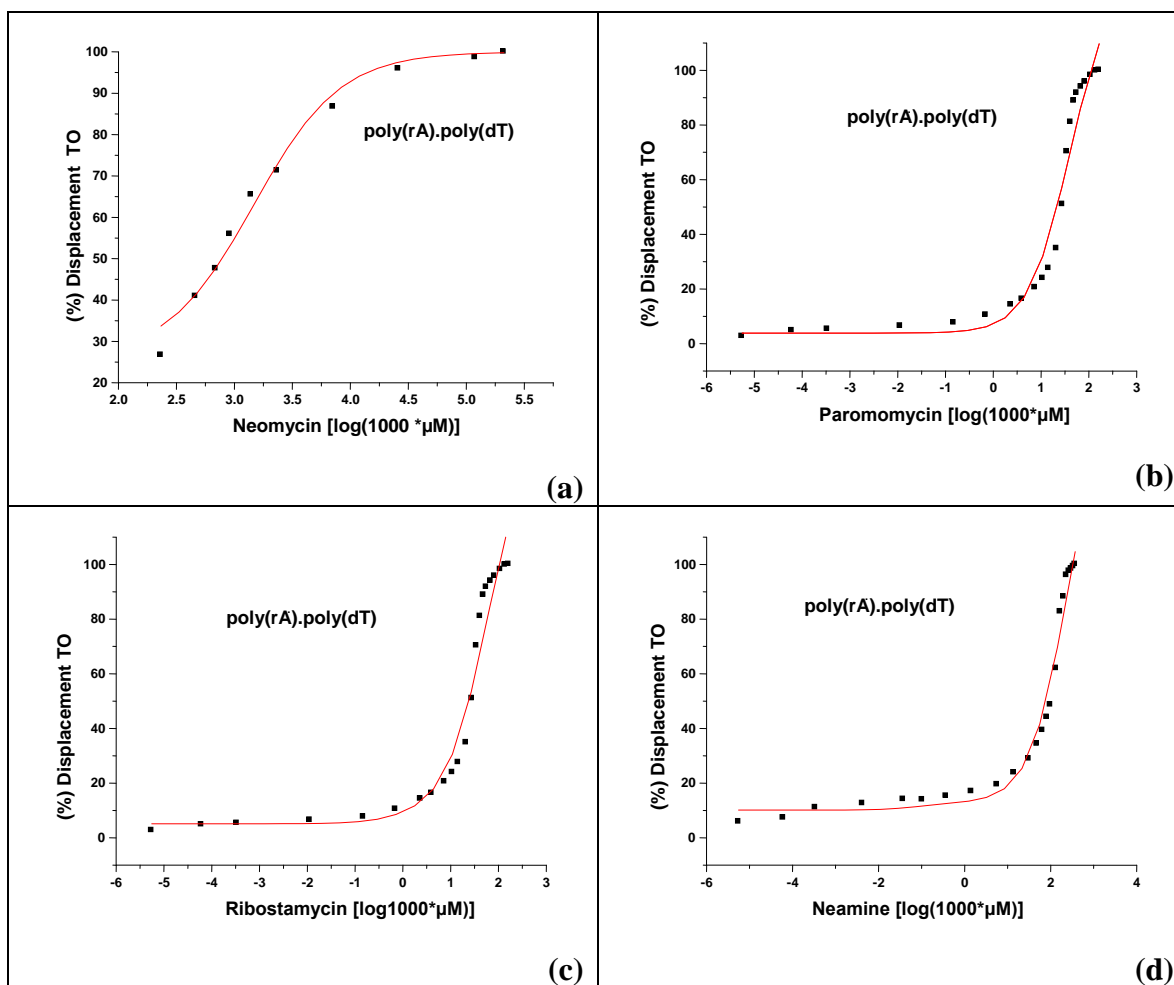 100
90
80
70
60
50
40
30
20
(%) Displacement TO
poly(rA).poly(dT)
2.0 2.5 3.0 3.5 4.0 4.5 5.0 5.5
Neomycin [log(1000 *µM)]
(a)
100
80
60
40
20
0
(%) Displacement TO
poly(rA).poly(dT)
-6 -5 -4 -3 -2 -1 0 1 2 3
Paromomycin [log(1000*µM]
(b)
100
80
60
40
20
0
(%) Displacement TO
poly(rA).poly(dT)
-6 -5 -4 -3 -2 -1 0 1 2 3
Ribostamycin [log1000*µM)]
(c)
100
80
60
40
20
0
(%) Displacement TO
poly(rA).poly(dT)
-6 -4 -2 0 2 4
Neamine [log(1000*µM)]
(d)